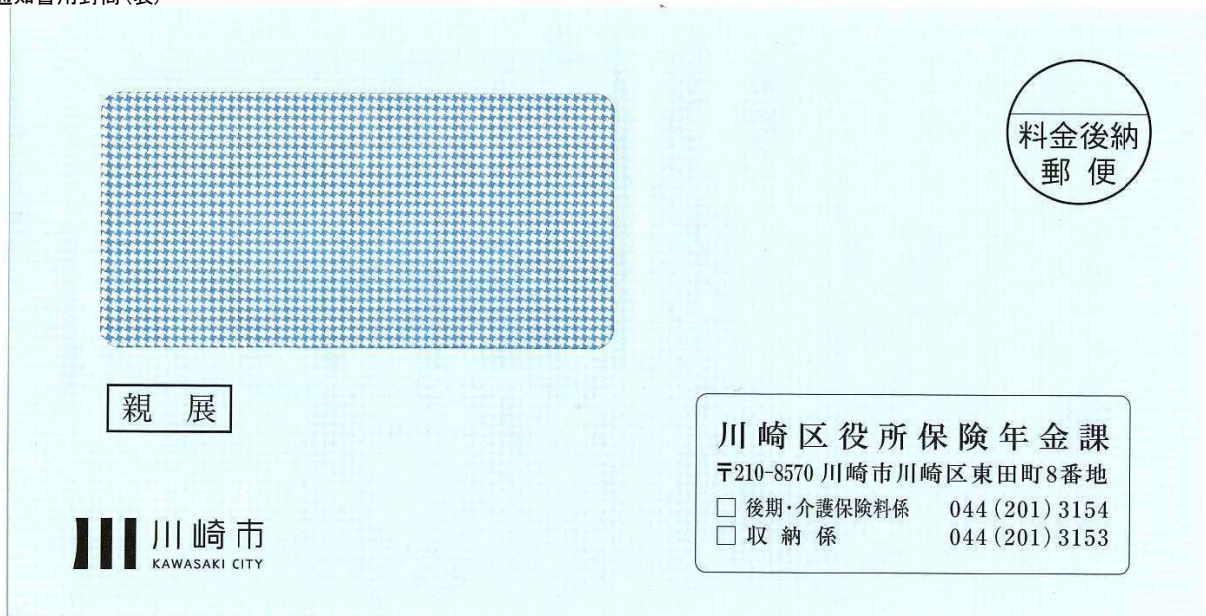 通知書用封筒(表)
料金後納
郵便
親展
川崎区役所保険年金課
〒210-8570 川崎市川崎区東田町8番地
□ 後期・介護保険料係 044(201)3154
□ 収納係 044(201)3153
川崎市
KAWASAKI CITY